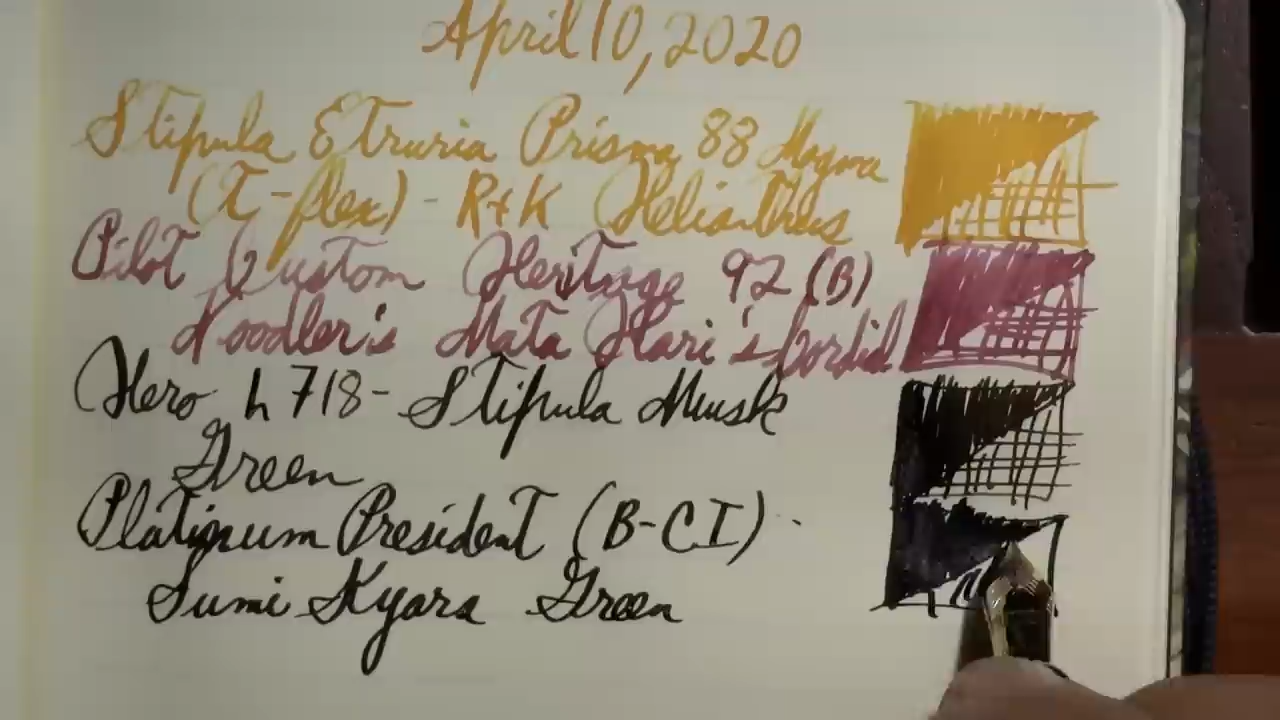 April 10, 2020
Stipula Etruria Prisma 88 Magma
(T-flex) - R+K Helianthus
Pilot Custom Heritage 92 (B)
Noodler's Mata Hari's Cordial
Hero h 718 - Stipula Musk
Green
Platinum President (B-CI) -
Sumi Kyara Green